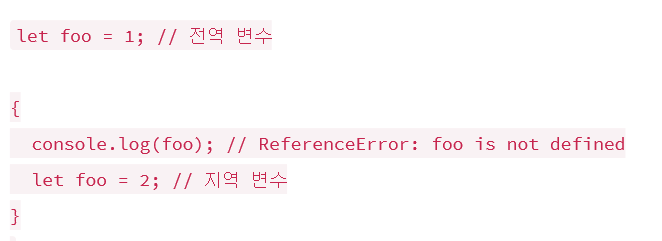 let foo = 1; // 전역 변수
{
console.log(foo); // ReferenceError: foo is not defined
let foo = 2; // 지역 변수
}